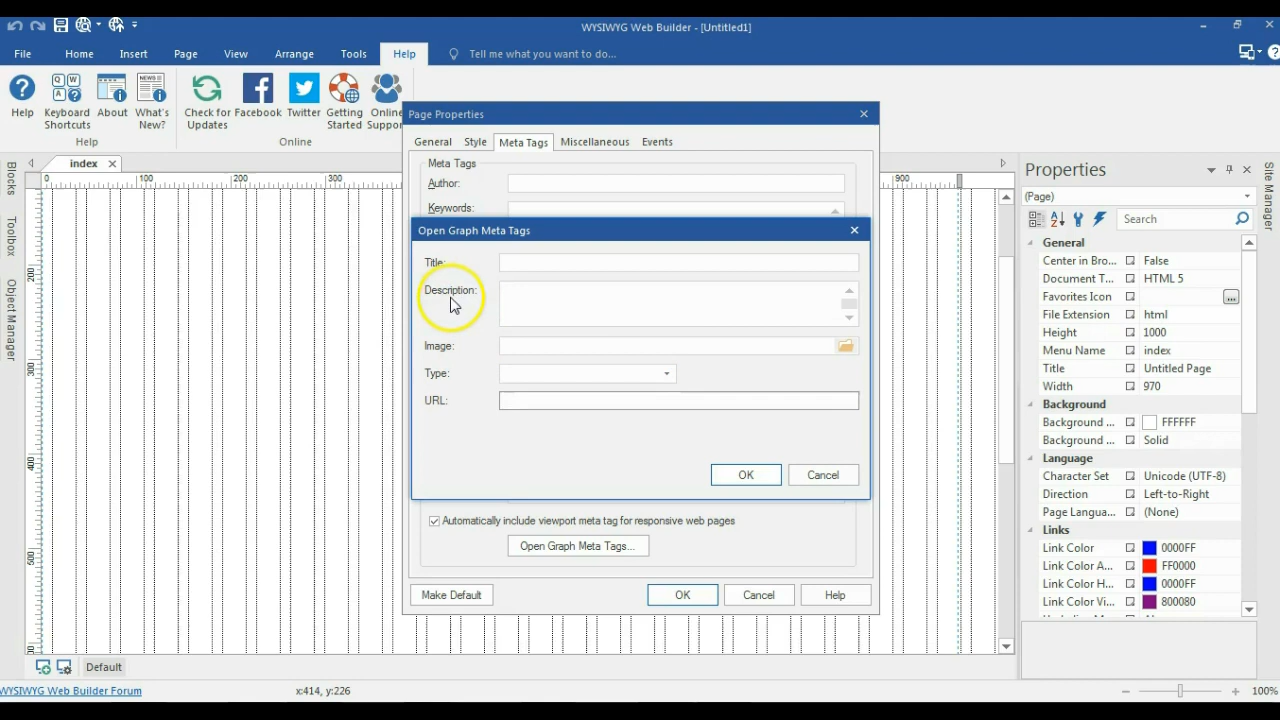 WYSIWYG Web Builder - [Untitled1]
File Home Insert Page View Arrange Tools Help Tell me what you want to do...
Help Keyboard Shortcuts About What's New? Check for Updates Facebook Twitter Getting Started Online Support
Help Online
Page Properties
General Style Meta Tags Miscellaneous Events
Meta Tags
Author:
Keywords:
Open Graph Meta Tags
Title:
Description:
Image:
Type:
URL:
OK Cancel
Automatically include viewport meta tag for responsive web pages
Open Graph Meta Tags...
Make Default OK Cancel Help
index
0 100 200 300 900
200
300
400
500
Blocks
Toolbox
Object Manager
Site Manager
Properties
(Page)
Search
General
Center in Bro... False
Document T... HTML 5
Favorites Icon ...
File Extension html
Height 1000
Menu Name index
Title Untitled Page
Width 970
Background
Background ... FFFFFF
Background ... Solid
Language
Character Set Unicode (UTF-8)
Direction Left-to-Right
Page Langua... (None)
Links
Link Color 0000FF
Link Color A... FF0000
Link Color H... 0000FF
Link Color Vi... 800080
Default
WYSIWYG Web Builder Forum x:414, y:226 100%